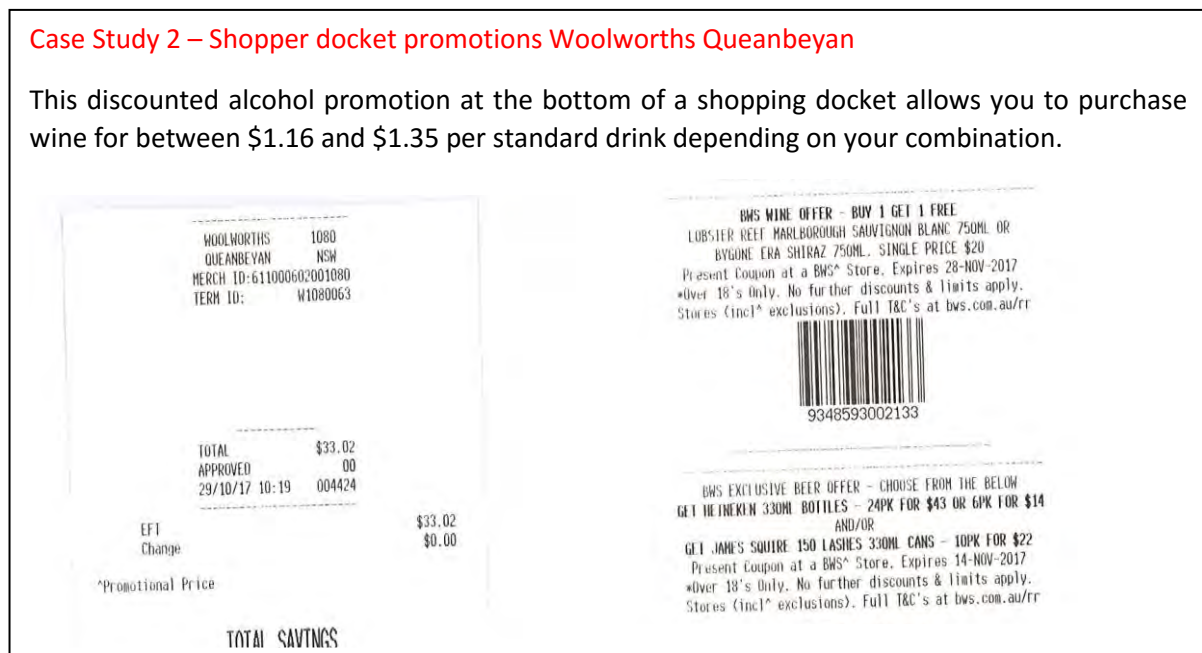 Case Study 2 – Shopper docket promotions Woolworths Queanbeyan
This discounted alcohol promotion at the bottom of a shopping docket allows you to purchase
wine for between $1.16 and $1.35 per standard drink depending on your combination.
WOOLWORTHS 1080
QUEANBEYAN NSW
MERCH ID:611000602001080
TERM ID: W1080063
TOTAL $33.02
APPROVED 00
29/10/17 10:19 004424
EFT $33.02
Change $0.00
^Promotional Price
TOTAL SAVINGS
BWS WINE OFFER - BUY 1 GET 1 FREE
LOBSTER REEF MARLBOROUGH SAUVIGNON BLANC 750ML OR
BYGONE ERA SHIRAZ 750ML. SINGLE PRICE $20
Present Coupon at a BWS^ Store. Expires 28-NOV-2017
*Over 18's Only. No further discounts & limits apply.
Stores (incl^ exclusions). Full T&C's at bws.com.au/rr
9348593002133
BWS EXCLUSIVE BEER OFFER - CHOOSE FROM THE BELOW
GET HEINEKEN 330ML BOTTLES - 24PK FOR $43 OR 6PK FOR $14
AND/OR
GET JAMES SQUIRE 150 LASHES 330ML CANS - 10PK FOR $22
Present Coupon at a BWS^ Store. Expires 14-NOV-2017
*Over 18's Only. No further discounts & limits apply.
Stores (incl^ exclusions). Full T&C's at bws.com.au/rr